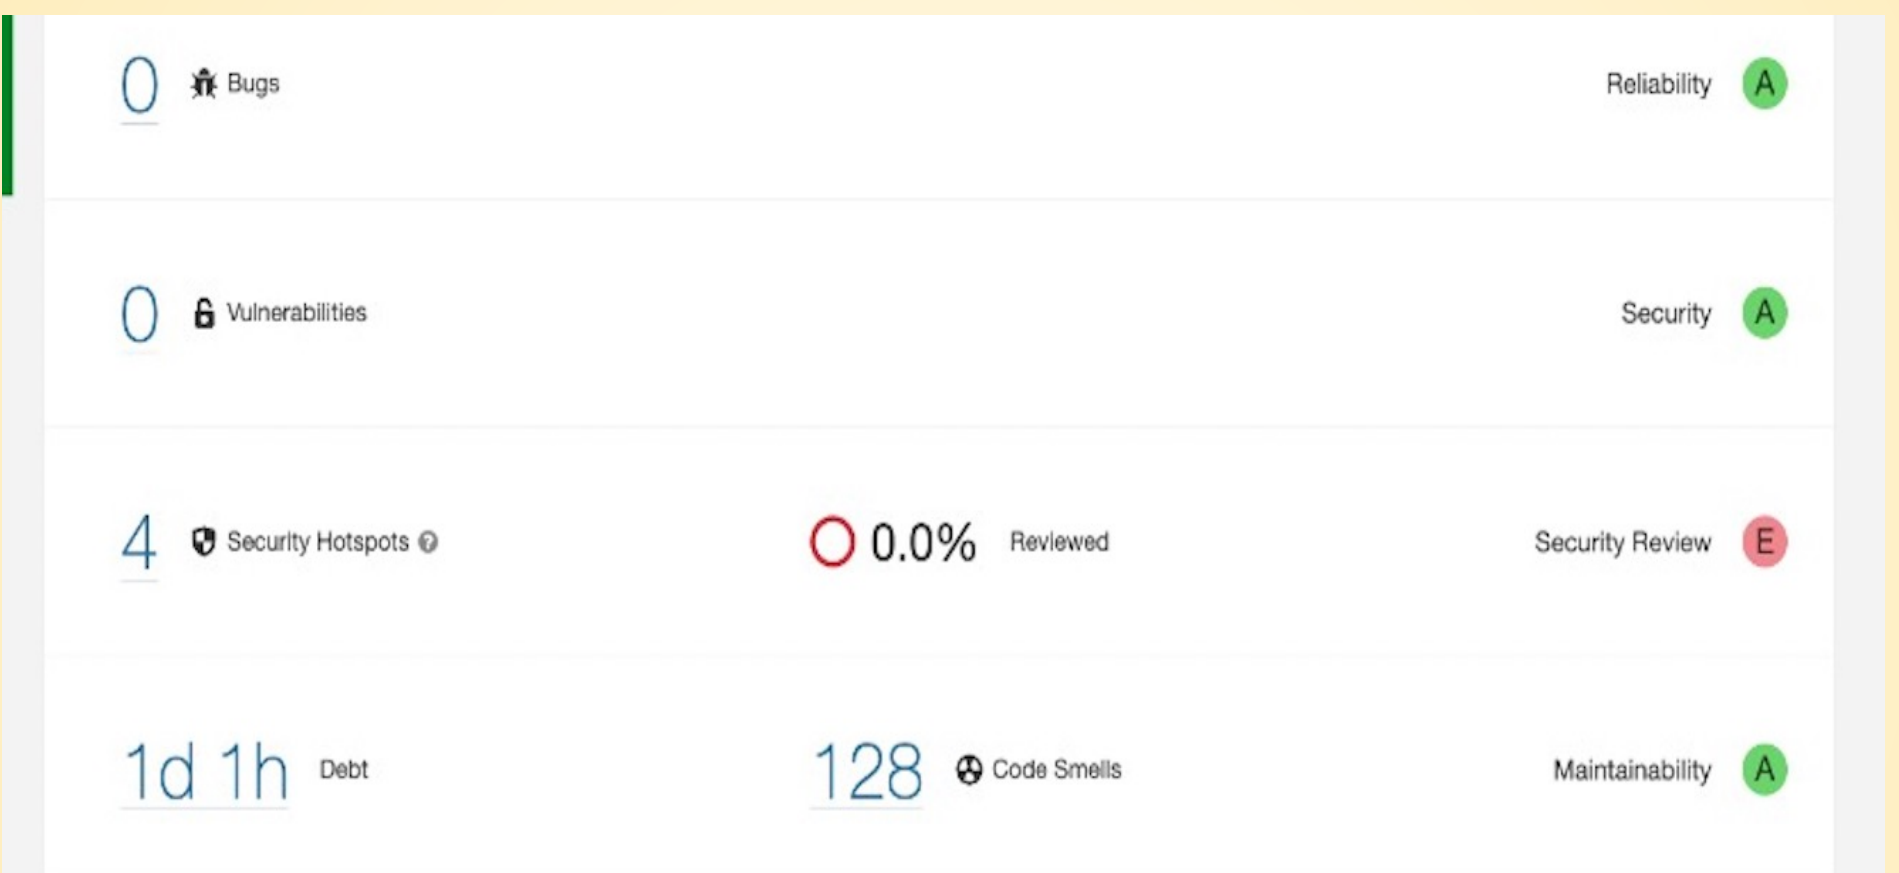 0 Bugs Reliability A
0 Vulnerabilities Security A
4 Security Hotspots ? 0.0% Reviewed Security Review E
1d 1h Debt 128 Code Smells Maintainability A